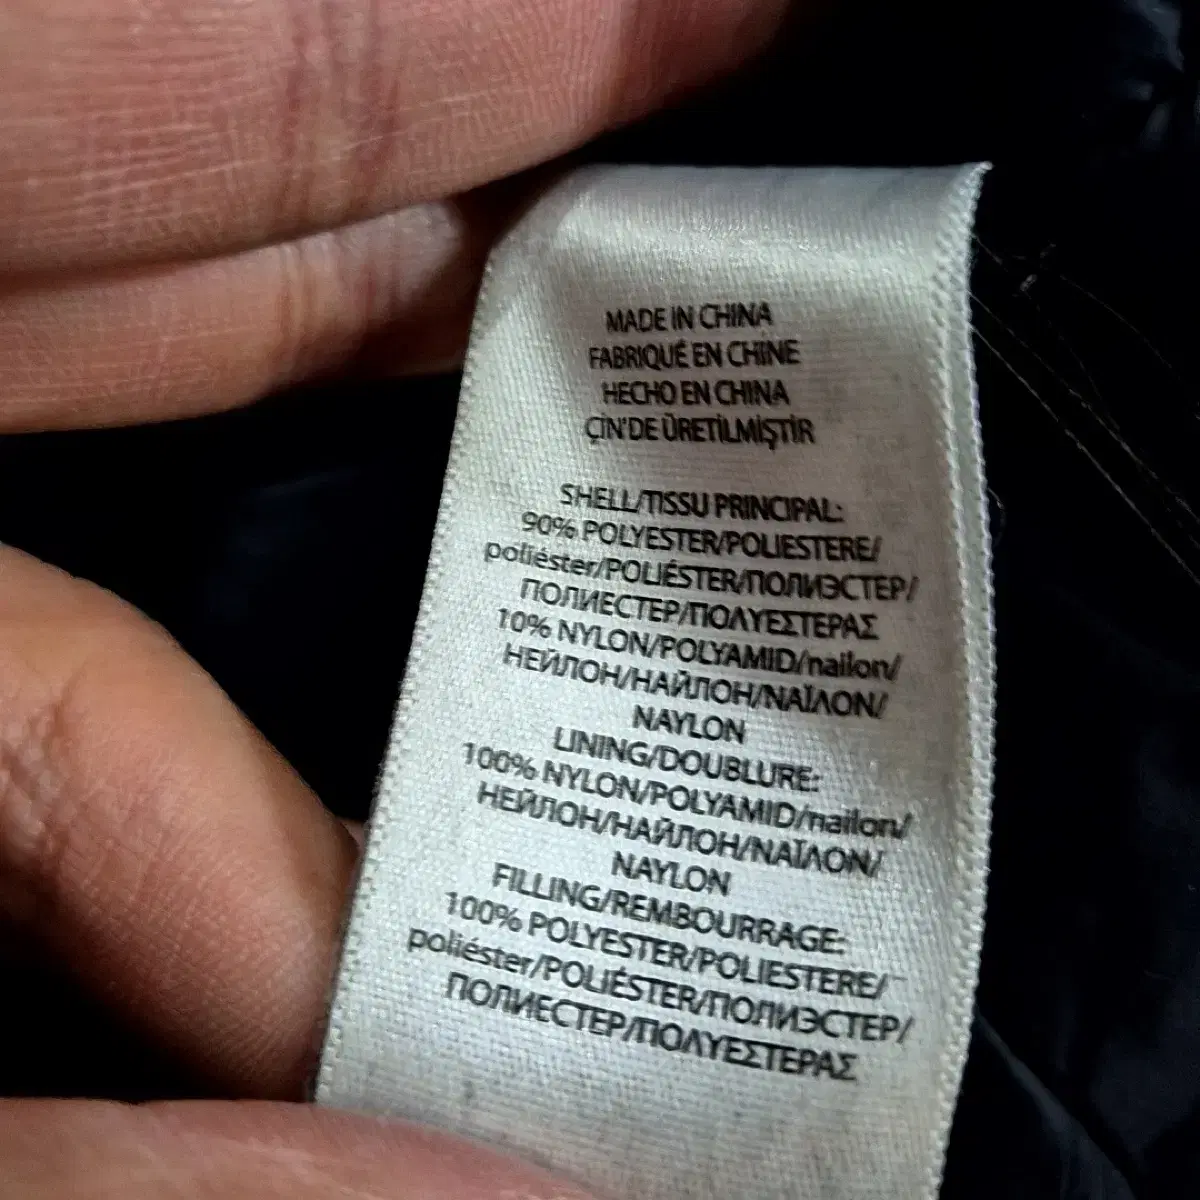 MADE IN CHINA
FABRIQUÉ EN CHINE
HECHO EN CHINA
ÇİN'DE ÜRETİLMİŞTİR
SHELL/TISSU PRINCIPAL:
90% POLYESTER/POLIESTERE/
poliéster/POLIÉSTER/ПОЛИЭСТЕР/
ПОЛИЕСТЕР/ΠΟΛΥΕΣΤΕΡΑΣ
10% NYLON/POLYAMID/nailon/
НЕЙЛОН/НАЙЛОН/ΝΑΪΛΟΝ/
NAYLON
LINING/DOUBLURE:
100% NYLON/POLYAMID/nailon/
НЕЙЛОН/НАЙЛОН/ΝΑΪΛΟΝ/
NAYLON
FILLING/REMBOURRAGE:
100% POLYESTER/POLIESTERE/
poliéster/POLIÉSTER/ПОЛИЭСТЕР/
ПОЛИЕСТЕР/ΠΟΛΥΕΣΤΕΡΑΣ